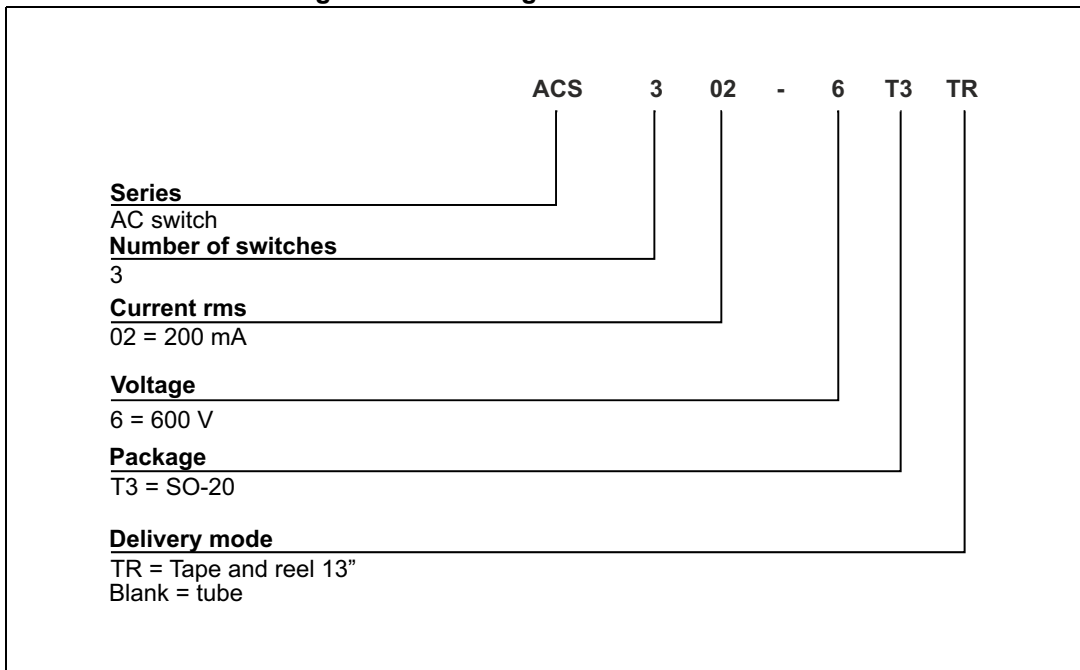 ACS 3 02 - 6 T3 TR
Series
AC switch
Number of switches
3
Current rms
02 = 200 mA
Voltage
6 = 600 V
Package
T3 = SO-20
Delivery mode
TR = Tape and reel 13”
Blank = tube